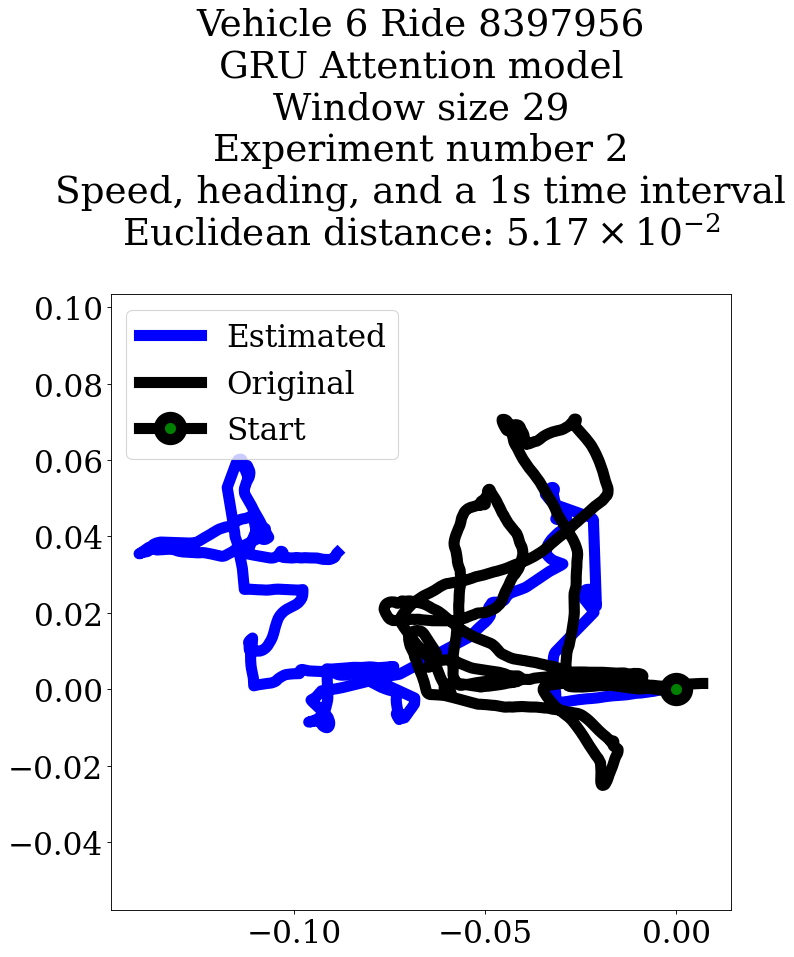 Vehicle 6 Ride 8397956
GRU Attention model
Window size 29
Experiment number 2
Speed, heading, and a 1s time interval
Euclidean distance: 5.17 × 10⁻²
Estimated
Original
Start
0.10
0.08
0.06
0.04
0.02
0.00
−0.02
−0.04
−0.10
−0.05
0.00